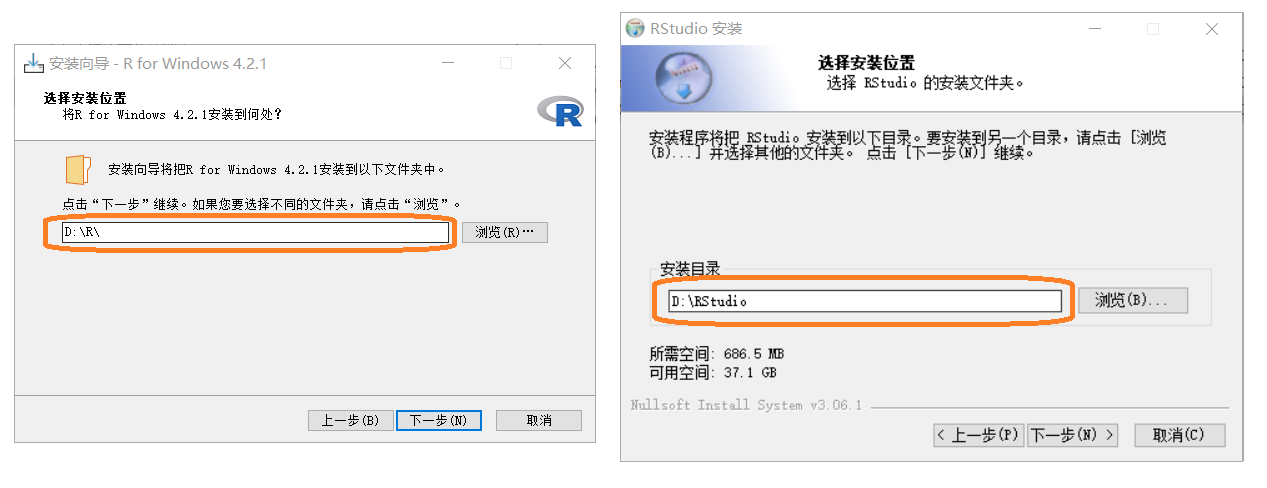 安装向导 - R for Windows 4.2.1
选择安装位置
将R for Windows 4.2.1安装到何处?
R
安装向导将把R for Windows 4.2.1安装到以下文件夹中。
点击“下一步”继续。如果您要选择不同的文件夹，请点击“浏览”。
D:\R\
浏览(R)…
上一步(B)
下一步(N)
取消
RStudio 安装
选择安装位置
选择 RStudio 的安装文件夹。
安装程序将把 RStudio 安装到以下目录。要安装到另一个目录，请点击 [浏览
(B)...] 并选择其他的文件夹。 点击 [下一步(N)] 继续。
安装目录
D:\RStudio
浏览(B)...
所需空间: 686.5 MB
可用空间: 37.1 GB
Nullsoft Install System v3.06.1
< 上一步(P)
下一步(N) >
取消(C)